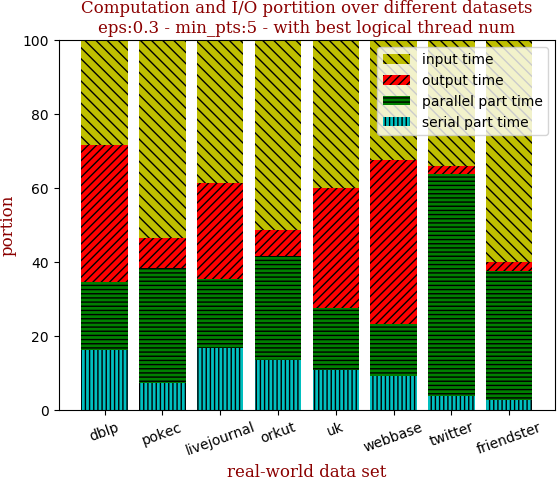 Computation and I/O portion over different datasets
eps:0.3 - min_pts:5 - with best logical thread num
100
80
60
40
20
0
portion
input time
output time
parallel part time
serial part time
dblp
pokec
livejournal
orkut
uk
webbase
twitter
friendster
real-world data set